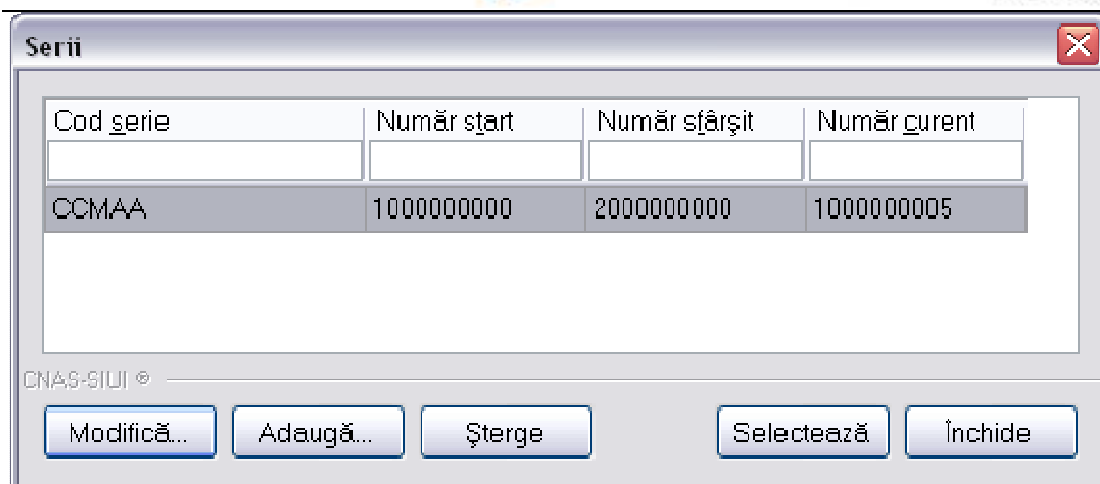 Serii
Cod serie Număr start Număr sfârşit Număr curent
CCMAA 1000000000 2000000000 1000000005
CNAS-SIUI ®
Modifică... Adaugă... Şterge Selectează Închide